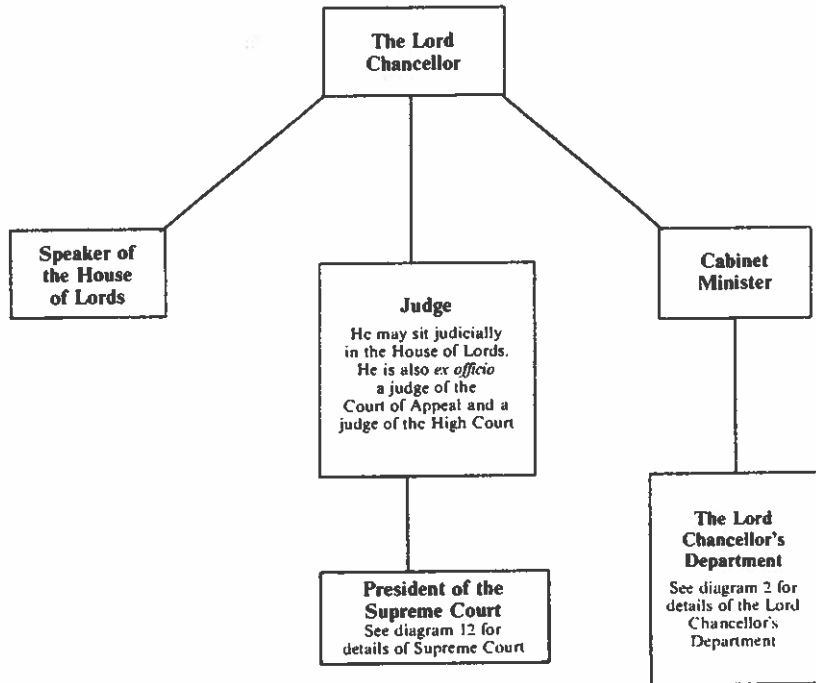 The Lord
Chancellor
Speaker of
the House
of Lords
Judge
He may sit judicially
in the House of Lords.
He is also ex officio
a judge of the
Court of Appeal and a
judge of the High Court
Cabinet
Minister
President of the
Supreme Court
See diagram 12 for
details of Supreme Court
The Lord
Chancellor's
Department
See diagram 2 for
details of the Lord
Chancellor's
Department